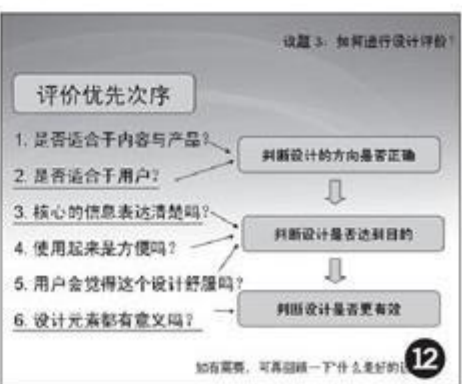 议题 3：如何进行设计评价？
评价优先次序
1. 是否适合于内容与产品？
2. 是否适合于用户？
3. 核心的信息表达清楚吗？
4. 使用起来是方便吗？
5. 用户会觉得这个设计舒服吗？
6. 设计元素都有意义吗？
判断设计的方向是否正确
判断设计是否达到目的
判断设计是否更有效
如有需要，可再回顾一下“什么是好的
12